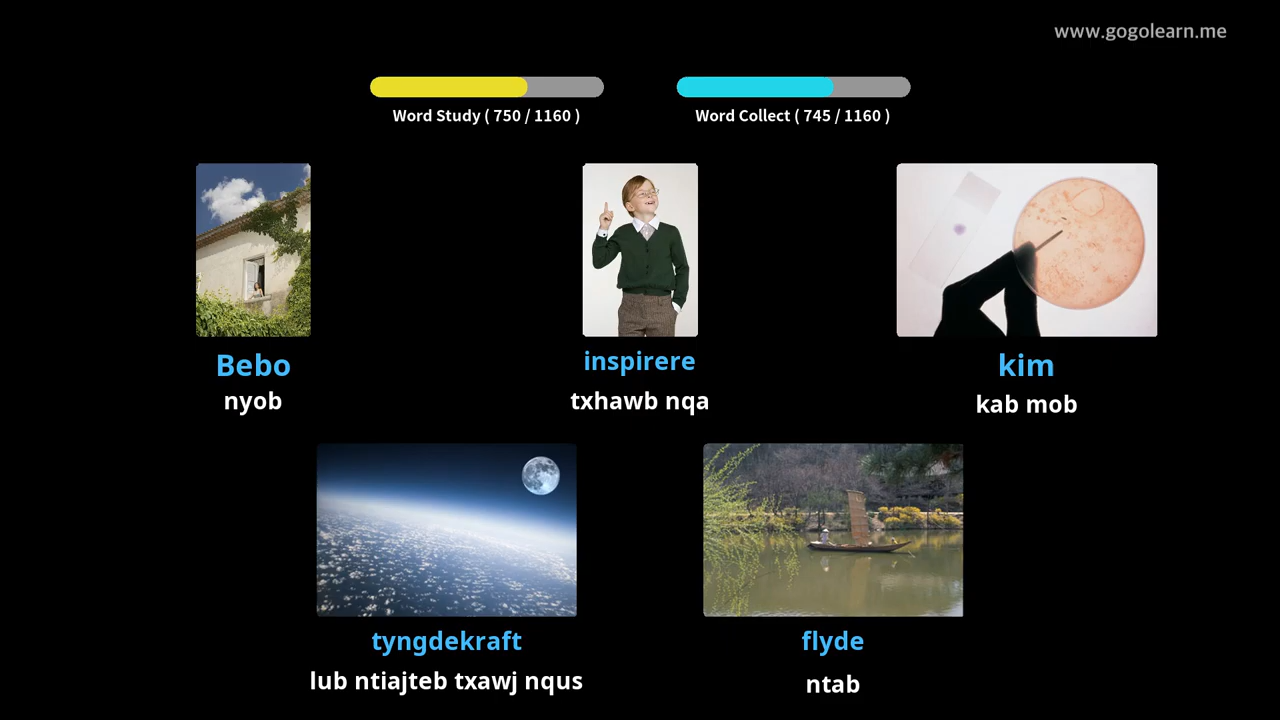 www.gogolearn.me
Word Study ( 750 / 1160 )
Word Collect ( 745 / 1160 )
Bebo
nyob
inspirere
txhawb nqa
kim
kab mob
tyngdekraft
lub ntiajteb txawj nqus
flyde
ntab